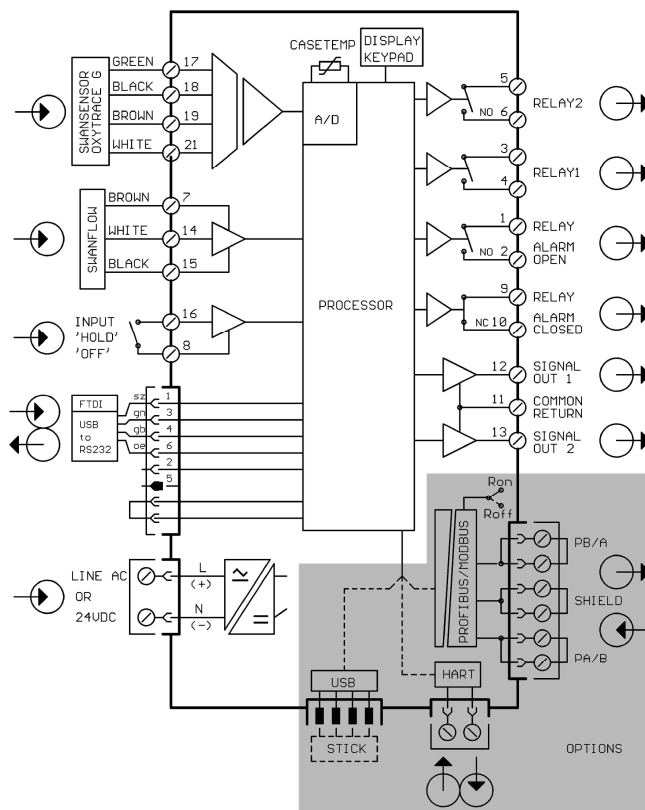 CASETEMP
DISPLAY
KEYPAD
SWANSENSOR
OXYTRACE G
GREEN 17
BLACK 18
BROWN 19
WHITE 21
A/D
5
NO 6
RELAY2
3
4
RELAY1
SWANFLOW
BROWN 7
WHITE 14
BLACK 15
1
RELAY
NO 2
ALARM
OPEN
PROCESSOR
9
RELAY
NC 10
ALARM
CLOSED
INPUT
'HOLD'
'OFF'
16
8
12
SIGNAL
OUT 1
11
COMMON
RETURN
13
SIGNAL
OUT 2
FTDI
USB
to
RS232
sz 1
gn 3
gb 4
oe 6
2
5
Ron
Roff
PROFIBUS/MODBUS
PB/A
SHIELD
PA/B
LINE AC
OR
24VDC
L
(+)
N
(-)
USB
STICK
HART
OPTIONS